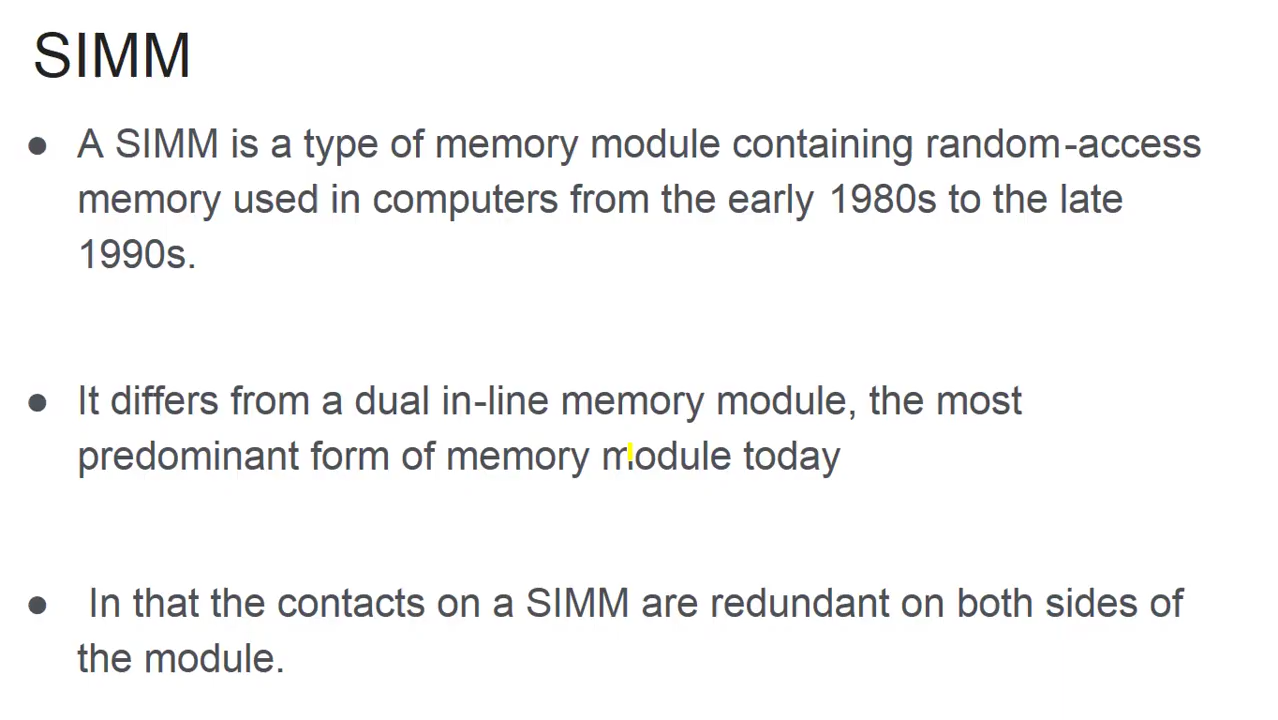 SIMM
● A SIMM is a type of memory module containing random-access
memory used in computers from the early 1980s to the late
1990s.
● It differs from a dual in-line memory module, the most
predominant form of memory module today
● In that the contacts on a SIMM are redundant on both sides of
the module.